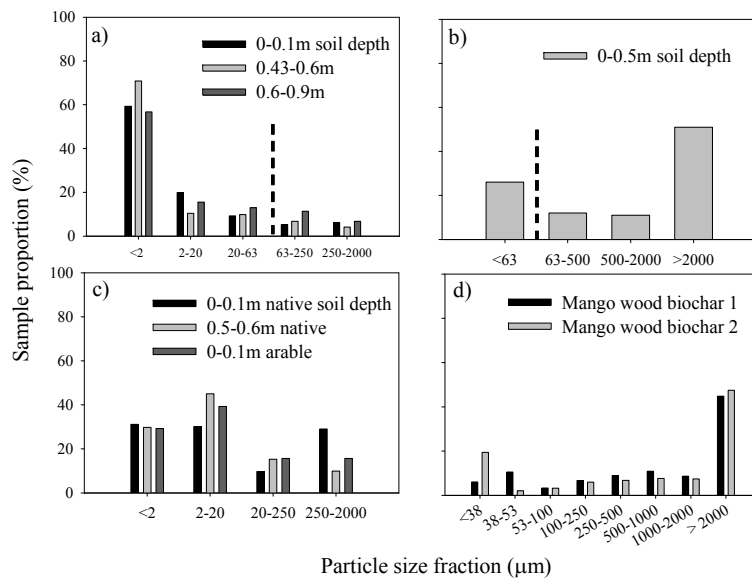 a)
0-0.1m soil depth
0.43-0.6m
0.6-0.9m
100
80
60
40
20
0
<2
2-20
20-63
63-250
250-2000
b)
0-0.5m soil depth
<63
63-500
500-2000
>2000
Sample proportion (%)
c)
0-0.1m native soil depth
0.5-0.6m native
0-0.1m arable
100
80
60
40
20
0
<2
2-20
20-250
250-2000
d)
Mango wood biochar 1
Mango wood biochar 2
<38
38-53
53-100
100-250
250-500
500-1000
1000-2000
> 2000
Particle size fraction (μm)